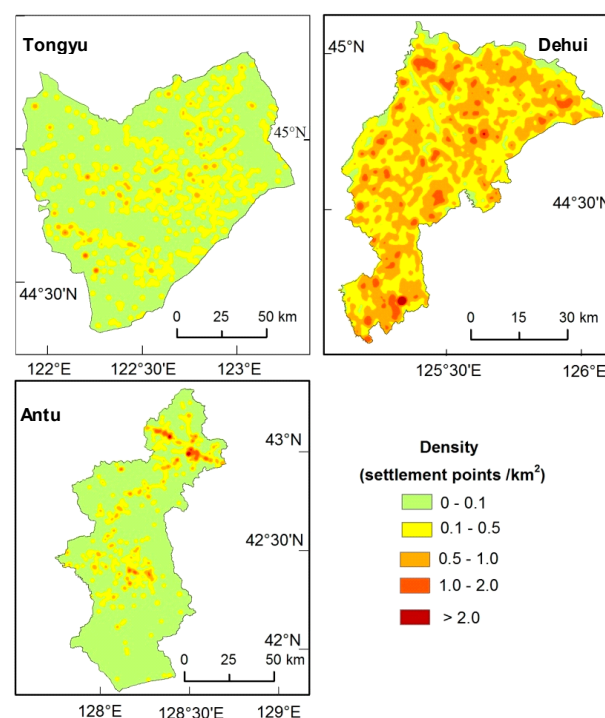 Tongyu
45°N
44°30'N
0 25 50 km
122°E 122°30'E 123°E
Dehui
45°N
44°30'N
0 15 30 km
125°30'E 126°E
Antu
43°N
42°30'N
42°N
0 25 50 km
128°E 128°30'E 129°E
Density
(settlement points /km²)
0 - 0.1
0.1 - 0.5
0.5 - 1.0
1.0 - 2.0
> 2.0